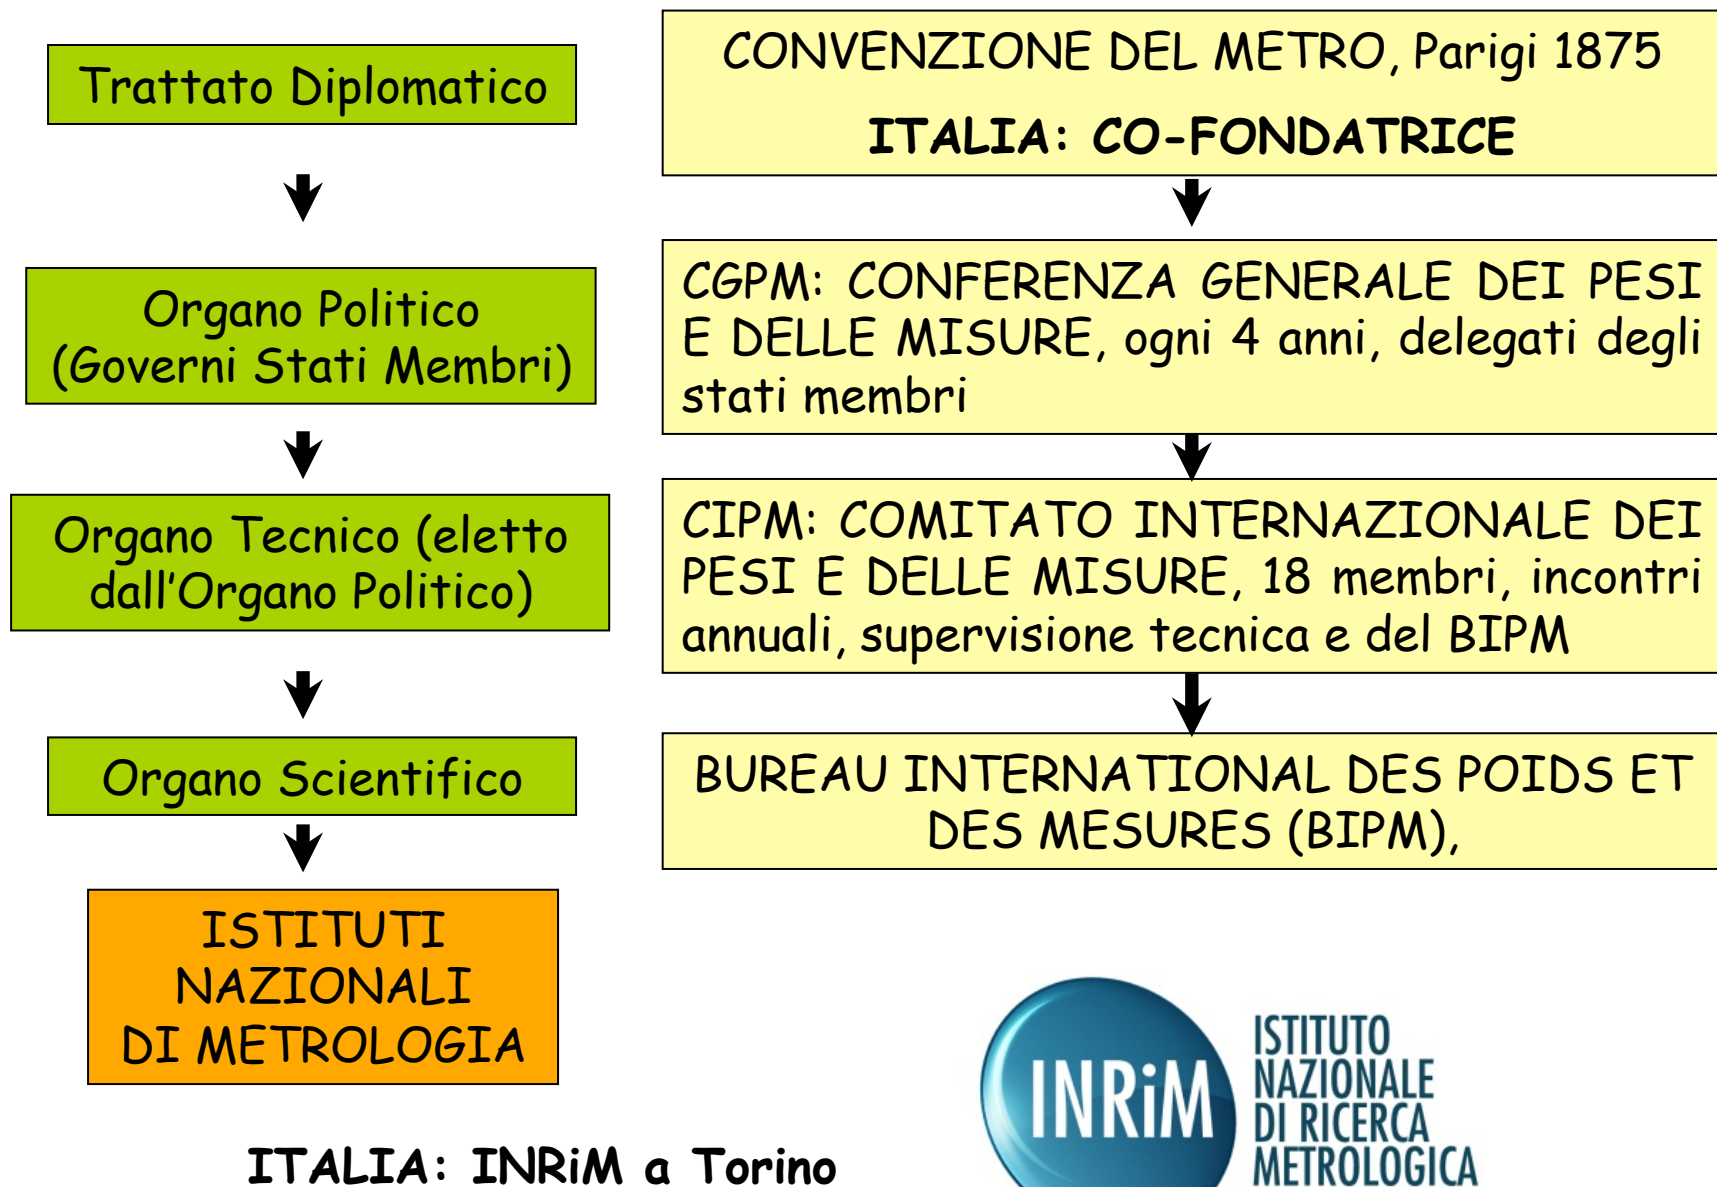 Trattato Diplomatico
CONVENZIONE DEL METRO, Parigi 1875
ITALIA: CO-FONDATRICE
Organo Politico
(Governi Stati Membri)
CGPM: CONFERENZA GENERALE DEI PESI
E DELLE MISURE, ogni 4 anni, delegati degli
stati membri
Organo Tecnico (eletto
dall'Organo Politico)
CIPM: COMITATO INTERNAZIONALE DEI
PESI E DELLE MISURE, 18 membri, incontri
annuali, supervisione tecnica e del BIPM
Organo Scientifico
BUREAU INTERNATIONAL DES POIDS ET
DES MESURES (BIPM),
ISTITUTI
NAZIONALI
DI METROLOGIA
ITALIA: INRiM a Torino
INRiM
ISTITUTO
NAZIONALE
DI RICERCA
METROLOGICA